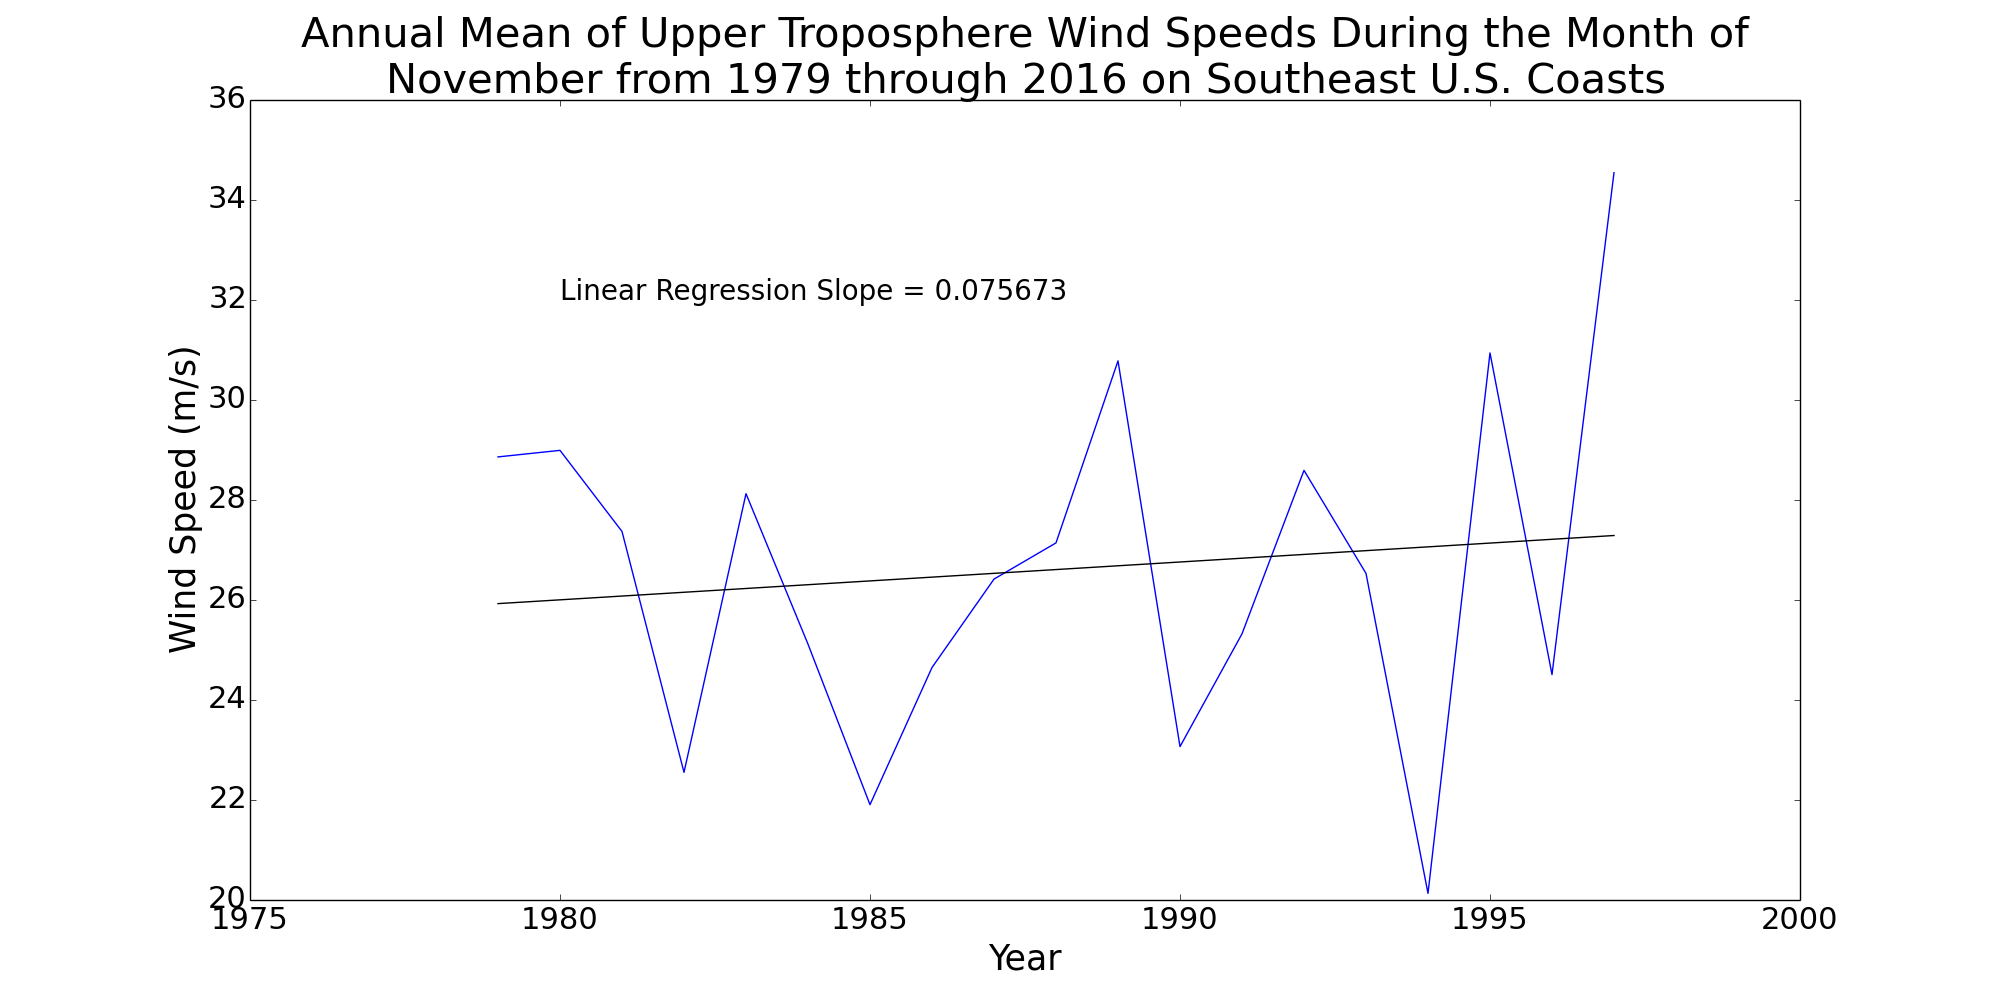 Annual Mean of Upper Troposphere Wind Speeds During the Month of
November from 1979 through 2016 on Southeast U.S. Coasts
36
34
32
30
28
26
24
22
20
Wind Speed (m/s)
Linear Regression Slope = 0.075673
1975 1980 1985 1990 1995 2000
Year